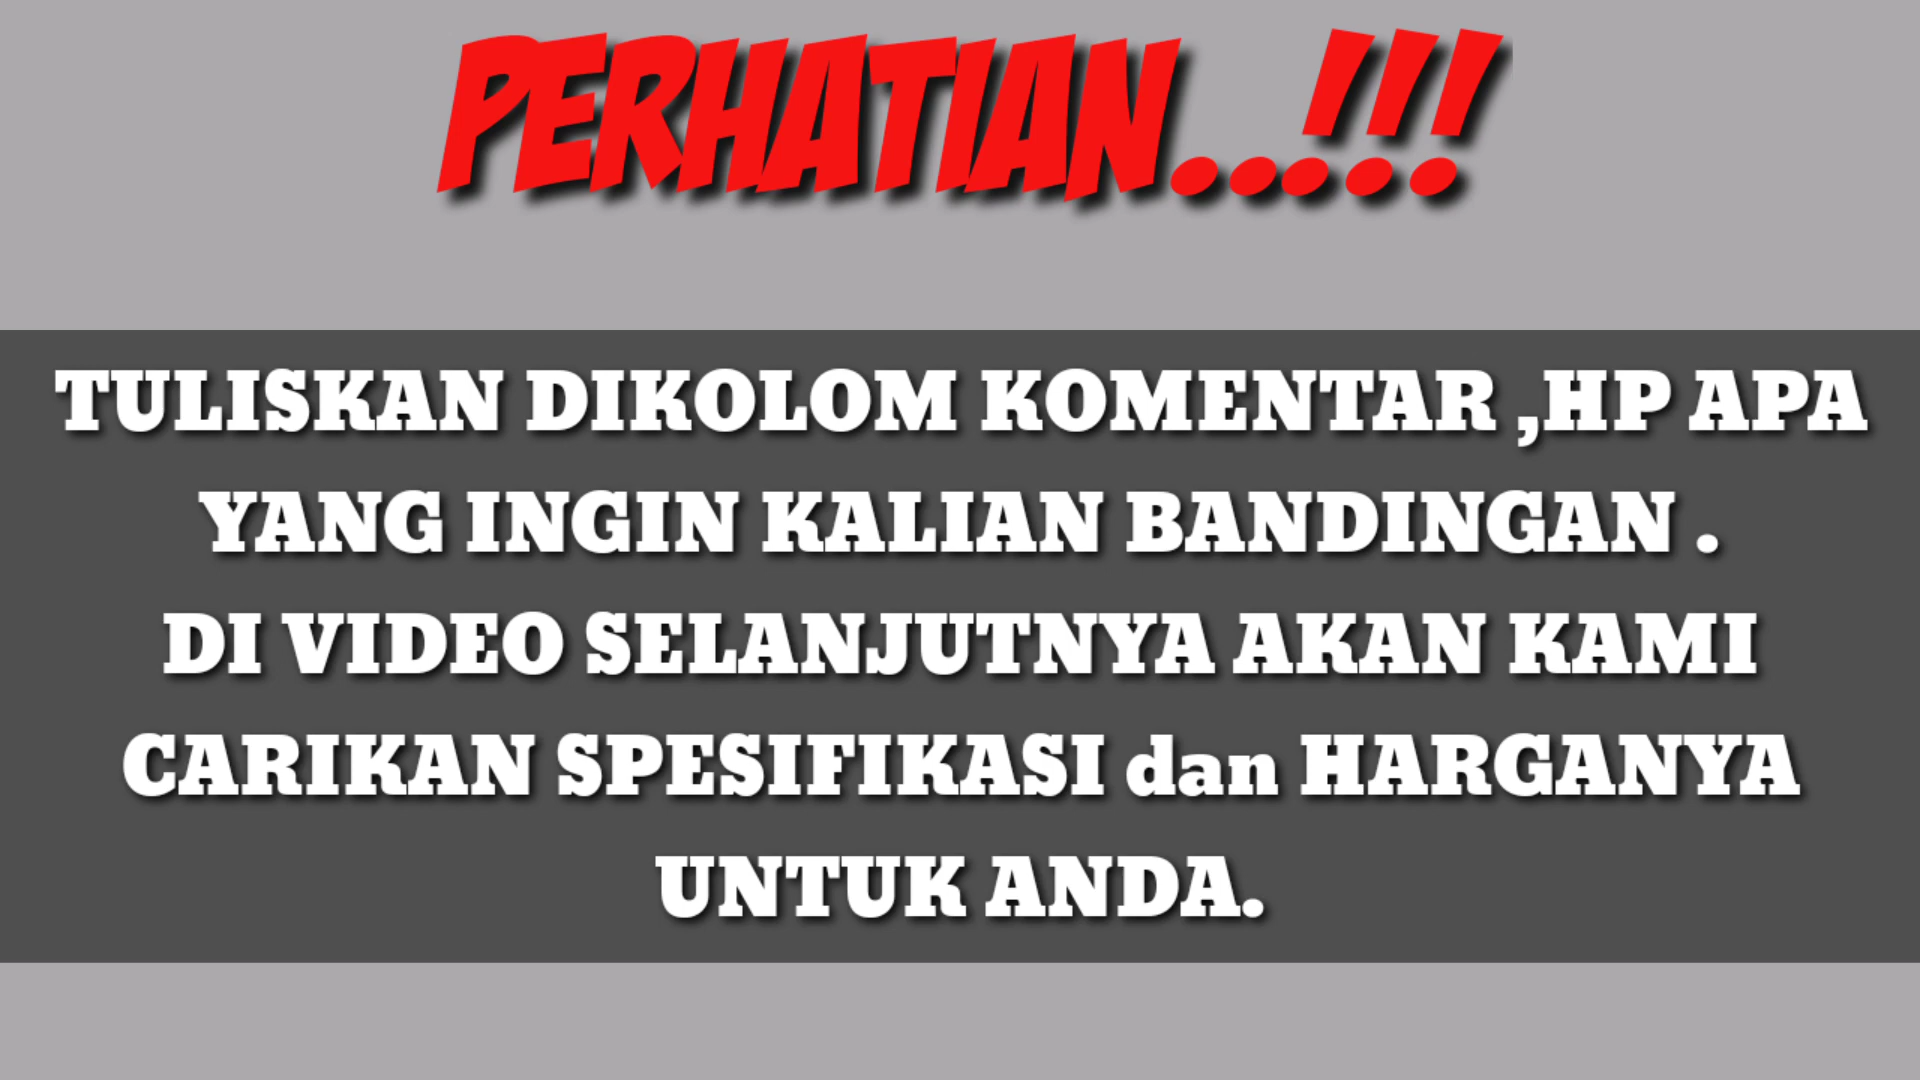 PERHATIAN...!!!
TULISKAN DIKOLOM KOMENTAR ,HP APA
YANG INGIN KALIAN BANDINGAN .
DI VIDEO SELANJUTNYA AKAN KAMI
CARIKAN SPESIFIKASI dan HARGANYA
UNTUK ANDA.